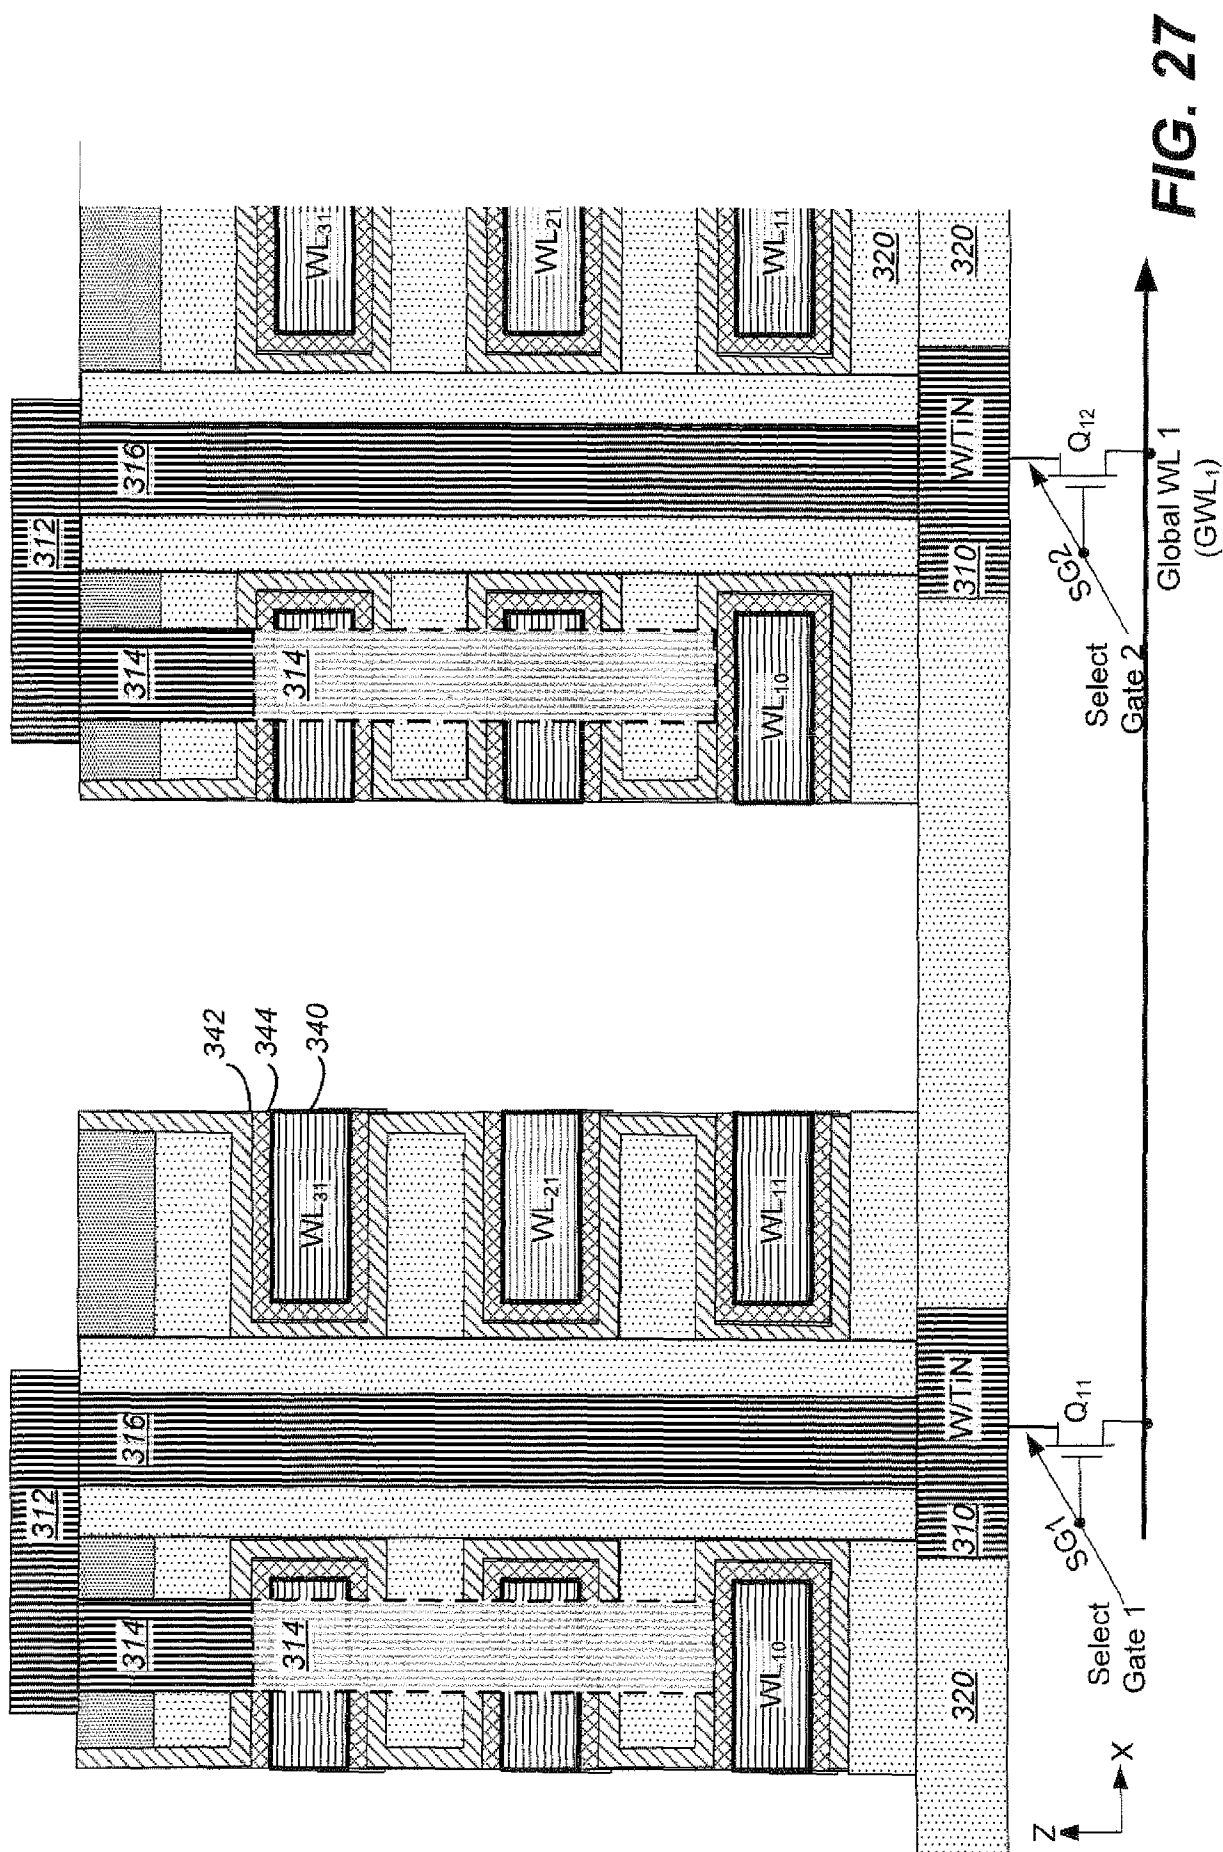 312
312
314
316
314
316
314
314
342
344
340
WL31
WL31
WL21
WL21
WL10
WL11
WL10
WL11
320
320
310
W/TiN
310
W/TiN
320
SG1
Q11
SG2
Q12
Select
Gate 1
Select
Gate 2
Z
X
Global WL 1
(GWL1)
FIG. 27